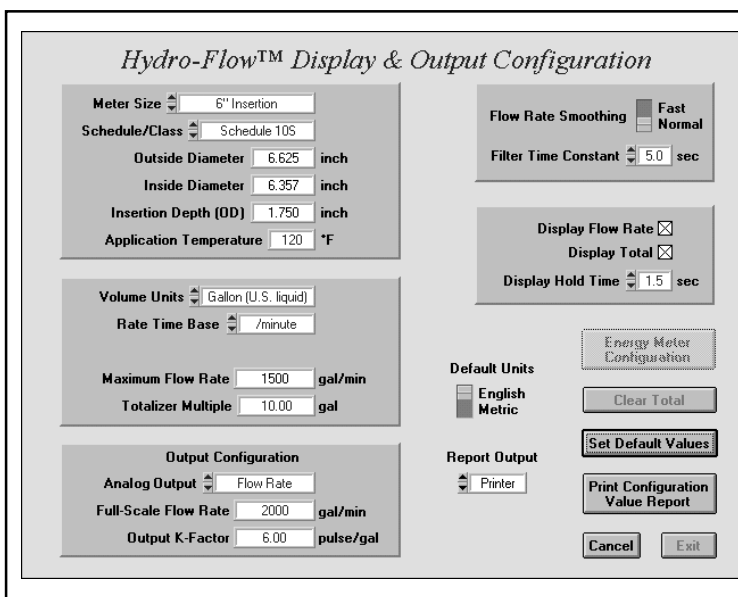 Hydro-Flow™ Display & Output Configuration
Meter Size 6" Insertion
Schedule/Class Schedule 10S
Outside Diameter 6.625 inch
Inside Diameter 6.357 inch
Insertion Depth (OD) 1.750 inch
Application Temperature 120 °F
Volume Units Gallon (U.S. liquid)
Rate Time Base /minute
Maximum Flow Rate 1500 gal/min
Totalizer Multiple 10.00 gal
Output Configuration
Analog Output Flow Rate
Full-Scale Flow Rate 2000 gal/min
Output K-Factor 6.00 pulse/gal
Flow Rate Smoothing Fast
Normal
Filter Time Constant 5.0 sec
Display Flow Rate
Display Total
Display Hold Time 1.5 sec
Default Units
English
Metric
Report Output
Printer
Energy Meter
Configuration
Clear Total
Set Default Values
Print Configuration
Value Report
Cancel Exit